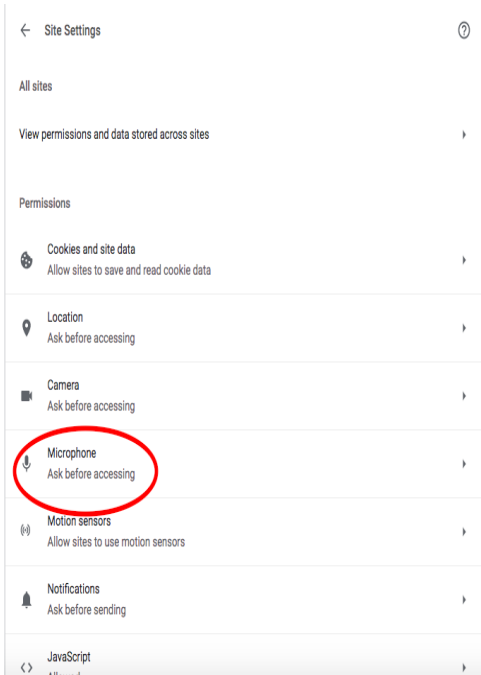 Site Settings
All sites
View permissions and data stored across sites
Permissions
Cookies and site data
Allow sites to save and read cookie data
Location
Ask before accessing
Camera
Ask before accessing
Microphone
Ask before accessing
Motion sensors
Allow sites to use motion sensors
Notifications
Ask before sending
JavaScript